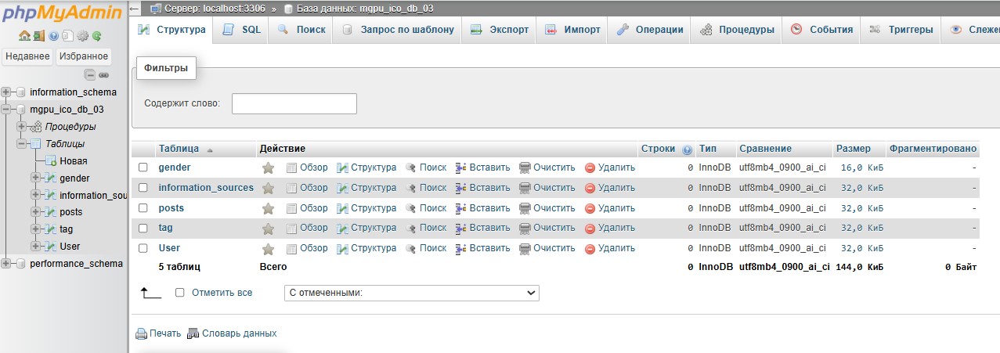 phpMyAdmin
Недавнее Избранное
information_schema
mgpu_ico_db_03
Процедуры
Таблицы
Новая
gender
information_sou
posts
tag
User
performance_schema
← Сервер: localhost:3306 » База данных: mgpu_ico_db_03
Структура SQL Поиск Запрос по шаблону Экспорт Импорт Операции Процедуры События Триггеры Слеже
Фильтры
Содержит слово:
Таблица Действие Строки Тип Сравнение Размер Фрагментировано
gender Обзор Структура Поиск Вставить Очистить Удалить 0 InnoDB utf8mb4_0900_ai_ci 16,0 КиБ -
information_sources Обзор Структура Поиск Вставить Очистить Удалить 0 InnoDB utf8mb4_0900_ai_ci 32,0 КиБ -
posts Обзор Структура Поиск Вставить Очистить Удалить 0 InnoDB utf8mb4_0900_ai_ci 32,0 КиБ -
tag Обзор Структура Поиск Вставить Очистить Удалить 0 InnoDB utf8mb4_0900_ai_ci 32,0 КиБ -
User Обзор Структура Поиск Вставить Очистить Удалить 0 InnoDB utf8mb4_0900_ai_ci 32,0 КиБ -
5 таблиц Всего 0 InnoDB utf8mb4_0900_ai_ci 144,0 КиБ 0 Байт
Отметить все С отмеченными:
Печать Словарь данных